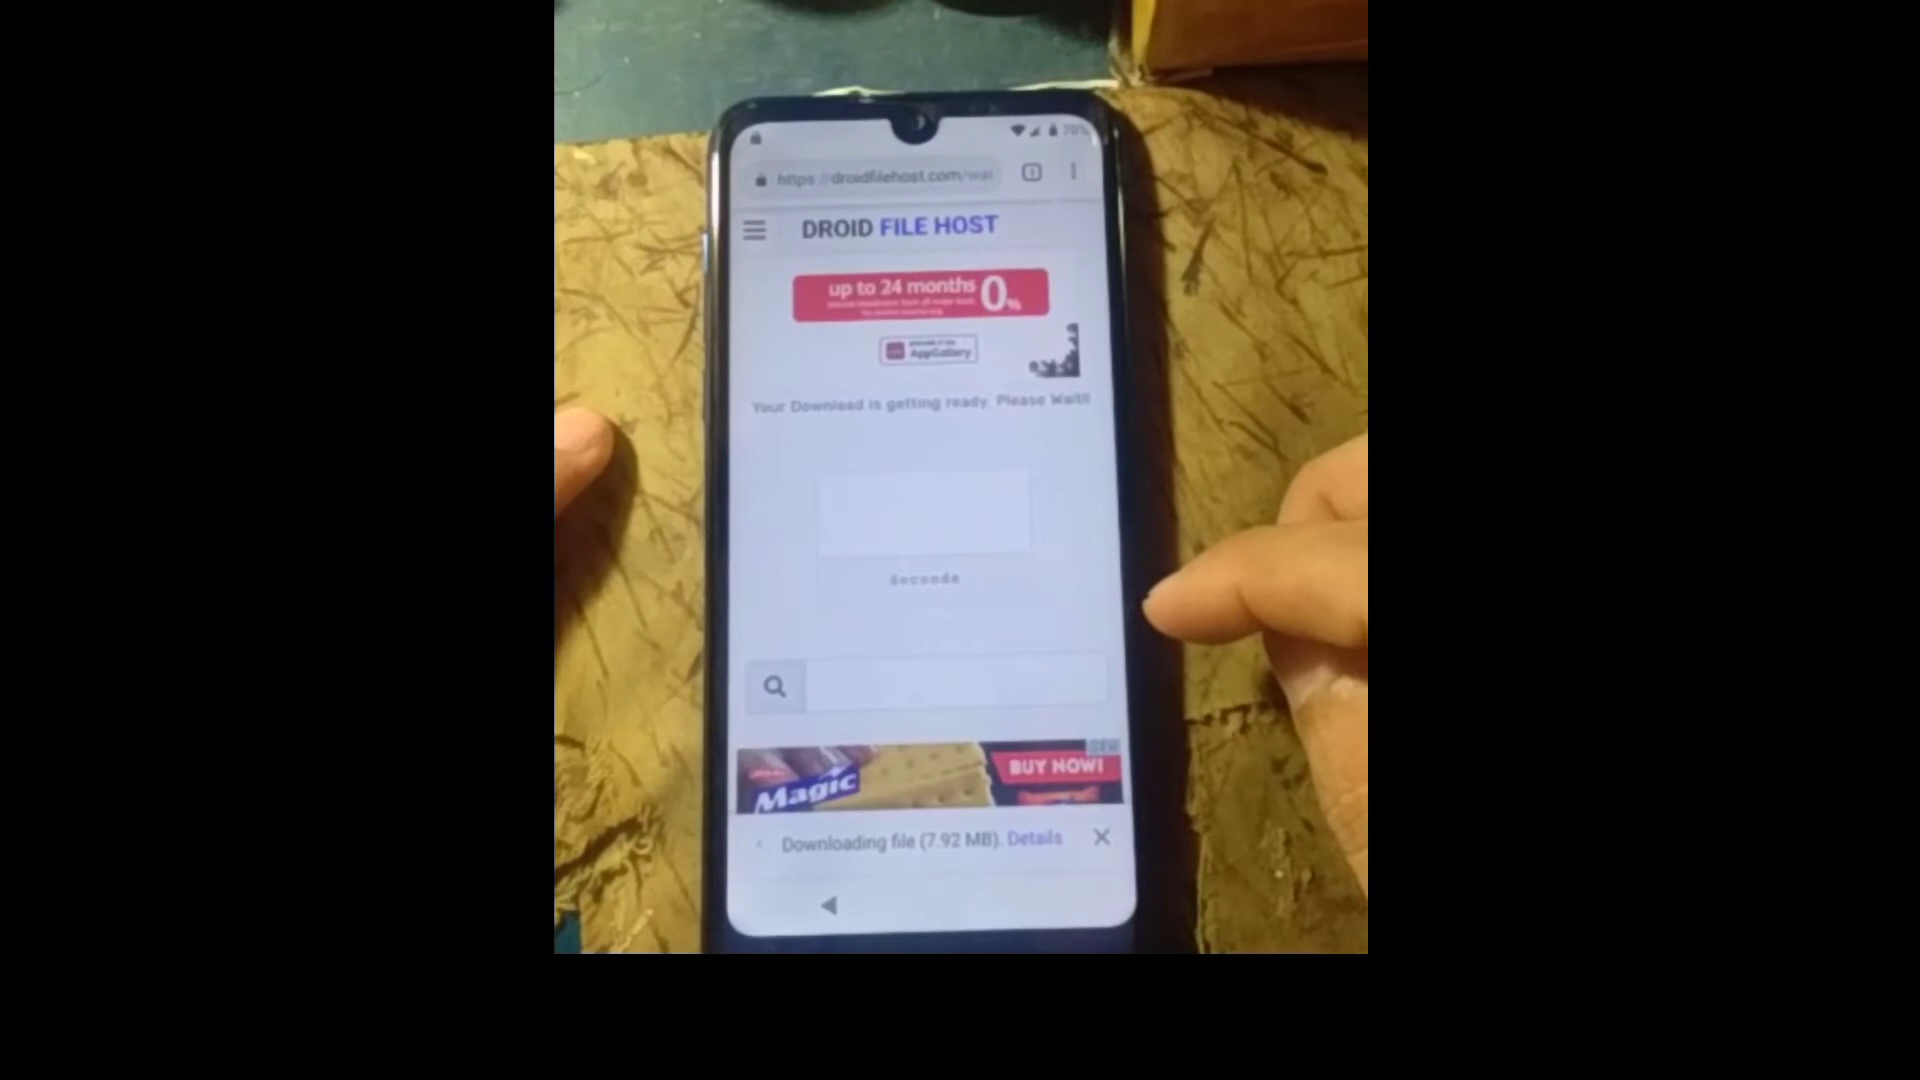 70%
https://droidfilehost.com/wai
DROID FILE HOST
up to 24 months 0%
AppGallery
Your Download is getting ready. Please Wait!!
Seconds
Magic
BUY NOW!
Downloading file (7.92 MB). Details